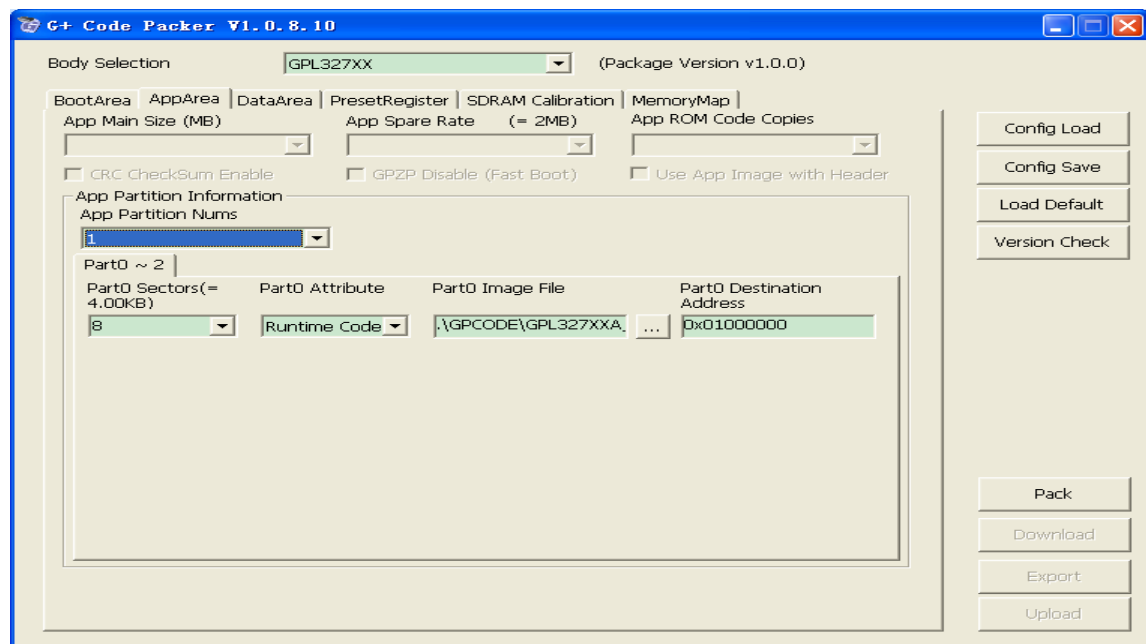 G+ Code Packer V1.0.8.10
Body Selection GPL327XX (Package Version v1.0.0)
BootArea AppArea DataArea PresetRegister SDRAM Calibration MemoryMap
App Main Size (MB) App Spare Rate (= 2MB) App ROM Code Copies
CRC CheckSum Enable GPZP Disable (Fast Boot) Use App Image with Header
App Partition Information
App Partition Nums
1
Part0 ~ 2
Part0 Sectors(= 4.00KB) Part0 Attribute Part0 Image File Part0 Destination Address
8 Runtime Code .\GPCODE\GPL327XXA_ ... 0x01000000
Config Load
Config Save
Load Default
Version Check
Pack
Download
Export
Upload